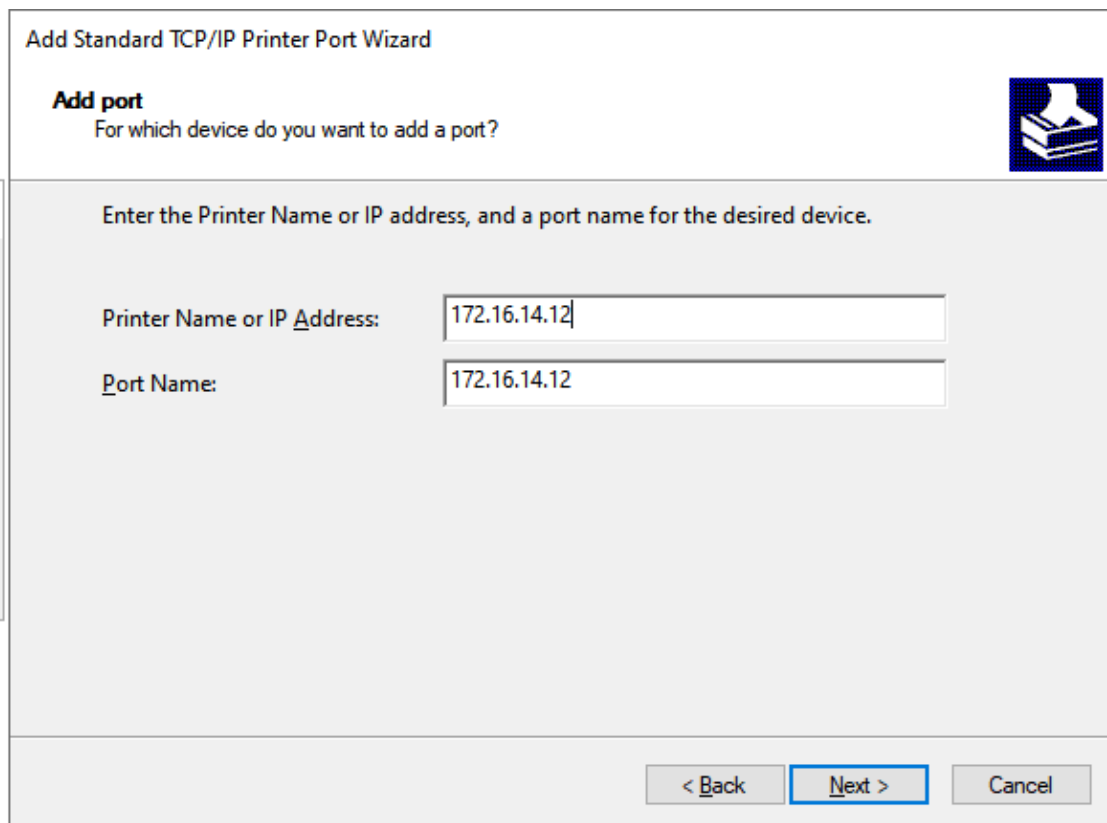 Add Standard TCP/IP Printer Port Wizard
Add port
For which device do you want to add a port?
Enter the Printer Name or IP address, and a port name for the desired device.
Printer Name or IP Address: 172.16.14.12
Port Name: 172.16.14.12
< Back Next > Cancel